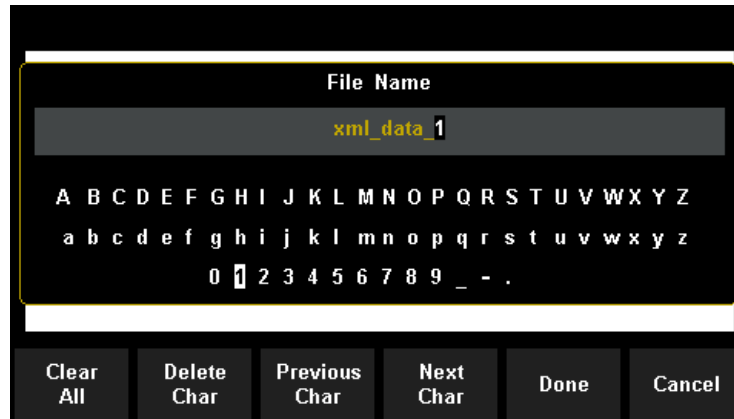 File Name
xml_data_1
A B C D E F G H I J K L M N O P Q R S T U V W X Y Z
a b c d e f g h i j k l m n o p q r s t u v w x y z
0 1 2 3 4 5 6 7 8 9 _ - .
Clear All
Delete Char
Previous Char
Next Char
Done
Cancel